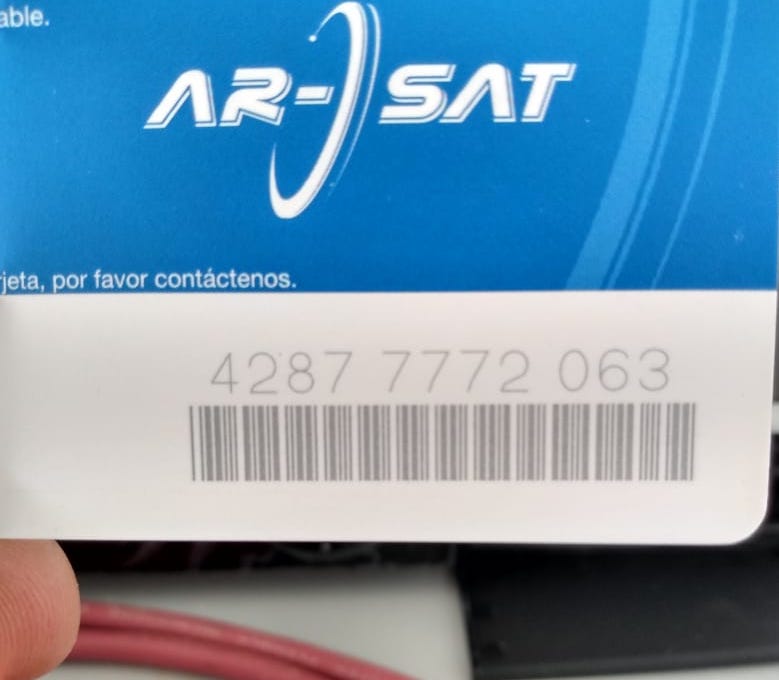 able.
AR-SAT
rjeta, por favor contáctenos.
4287 7772 063